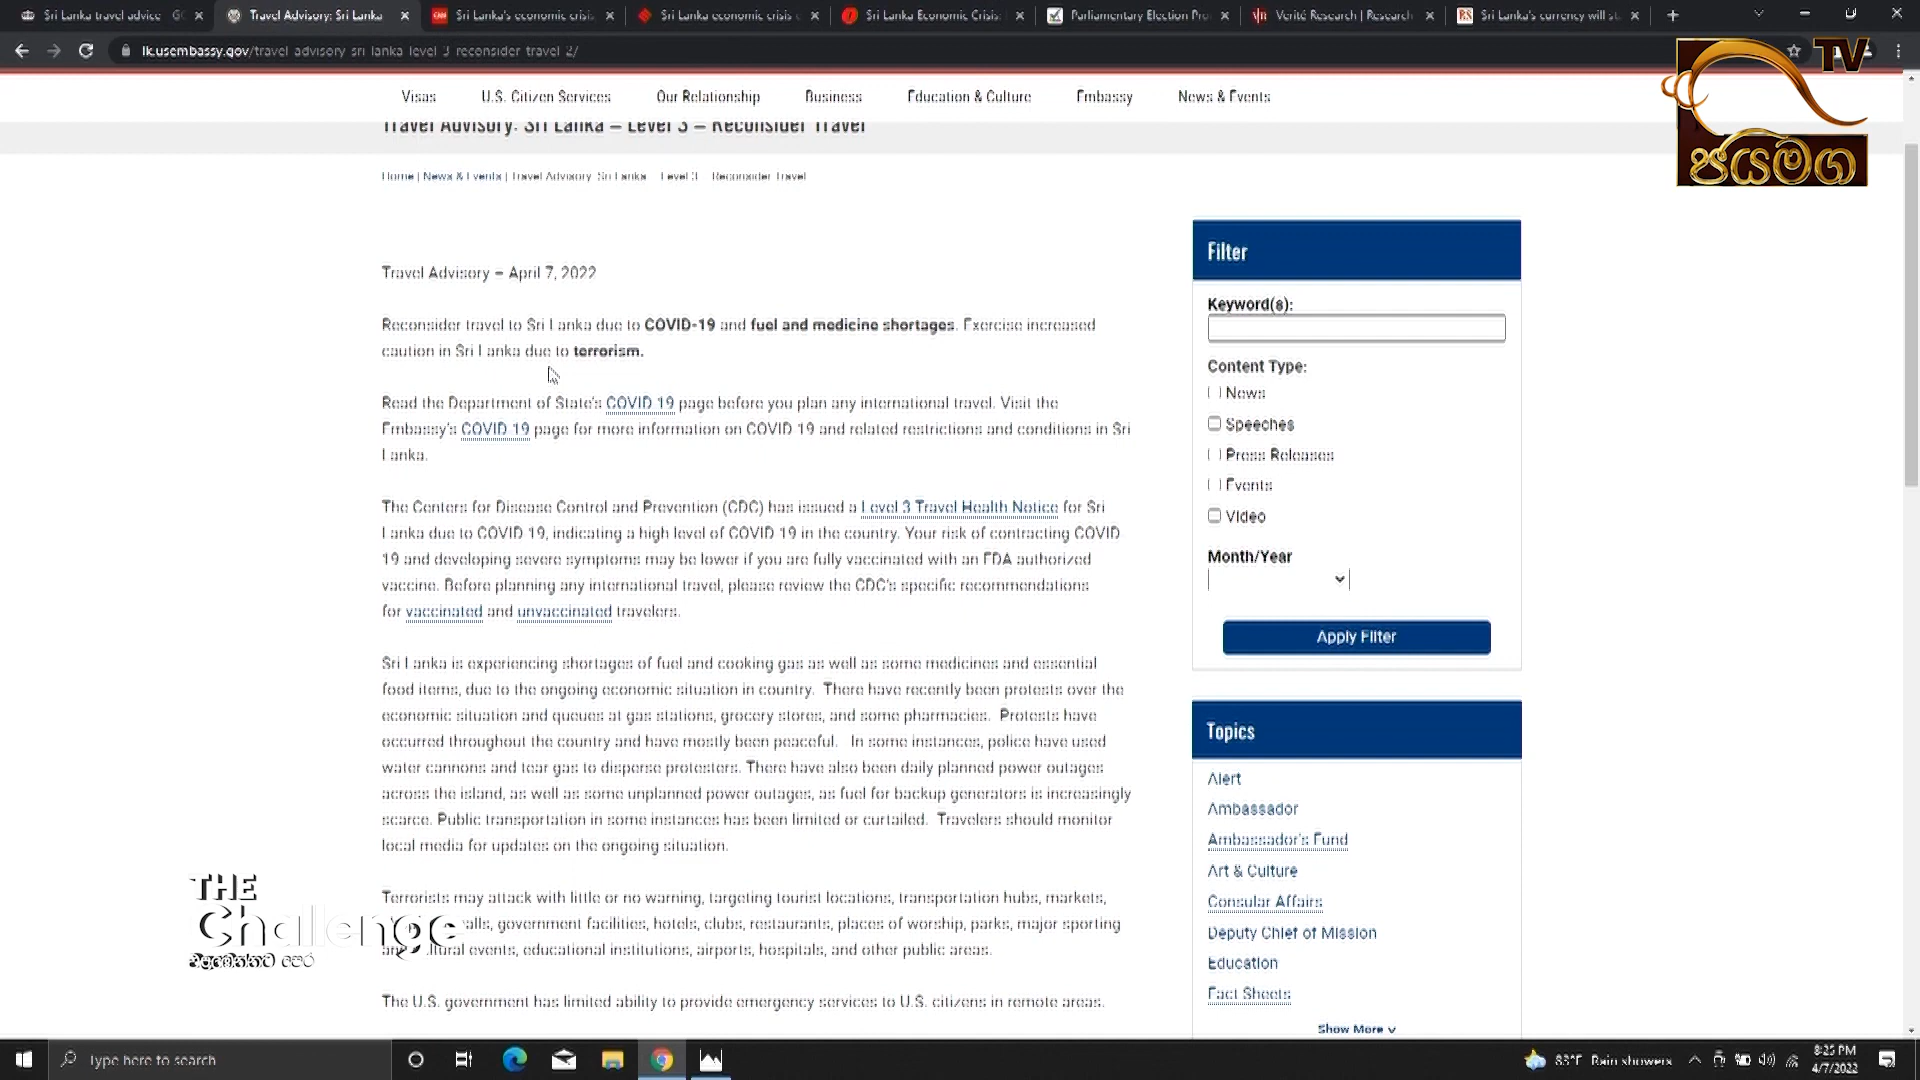 Sri Lanka travel advice - GO
Travel Advisory: Sri Lanka
Sri Lanka's economic crisis
Sri Lanka economic crisis
Sri Lanka Economic Crisis:
Parliamentary Election Pro
Verité Research | Research
Sri Lanka's currency will st
lk.usembassy.gov/travel-advisory-sri-lanka-level-3-reconsider-travel-2/
TV
ජයමග
Visas
U.S. Citizen Services
Our Relationship
Business
Education & Culture
Embassy
News & Events
Travel Advisory: Sri Lanka – Level 3 – Reconsider Travel
Home | News & Events | Travel Advisory: Sri Lanka – Level 3 – Reconsider Travel
Travel Advisory – April 7, 2022
Reconsider travel to Sri Lanka due to COVID-19 and fuel and medicine shortages. Exercise increased
caution in Sri Lanka due to terrorism.
Read the Department of State's COVID-19 page before you plan any international travel. Visit the
Embassy's COVID-19 page for more information on COVID-19 and related restrictions and conditions in Sri
Lanka.
The Centers for Disease Control and Prevention (CDC) has issued a Level 3 Travel Health Notice for Sri
Lanka due to COVID-19, indicating a high level of COVID-19 in the country. Your risk of contracting COVID-
19 and developing severe symptoms may be lower if you are fully vaccinated with an FDA authorized
vaccine. Before planning any international travel, please review the CDC's specific recommendations
for vaccinated and unvaccinated travelers.
Sri Lanka is experiencing shortages of fuel and cooking gas as well as some medicines and essential
food items, due to the ongoing economic situation in country. There have recently been protests over the
economic situation and queues at gas stations, grocery stores, and some pharmacies. Protests have
occurred throughout the country and have mostly been peaceful. In some instances, police have used
water cannons and tear gas to disperse protesters. There have also been daily planned power outages
across the island, as well as some unplanned power outages, as fuel for backup generators is increasingly
scarce. Public transportation in some instances has been limited or curtailed. Travelers should monitor
local media for updates on the ongoing situation.
Terrorists may attack with little or no warning, targeting tourist locations, transportation hubs, markets,
alls, government facilities, hotels, clubs, restaurants, places of worship, parks, major sporting
and cultural events, educational institutions, airports, hospitals, and other public areas.
The U.S. government has limited ability to provide emergency services to U.S. citizens in remote areas.
THE
Challenge
Filter
Keyword(s):
Content Type:
News
Speeches
Press Releases
Events
Video
Month/Year
Apply Filter
Topics
Alert
Ambassador
Ambassador's Fund
Art & Culture
Consular Affairs
Deputy Chief of Mission
Education
Fact Sheets
Show More
Type here to search
83°F Rain showers
8:25 PM
4/7/2022